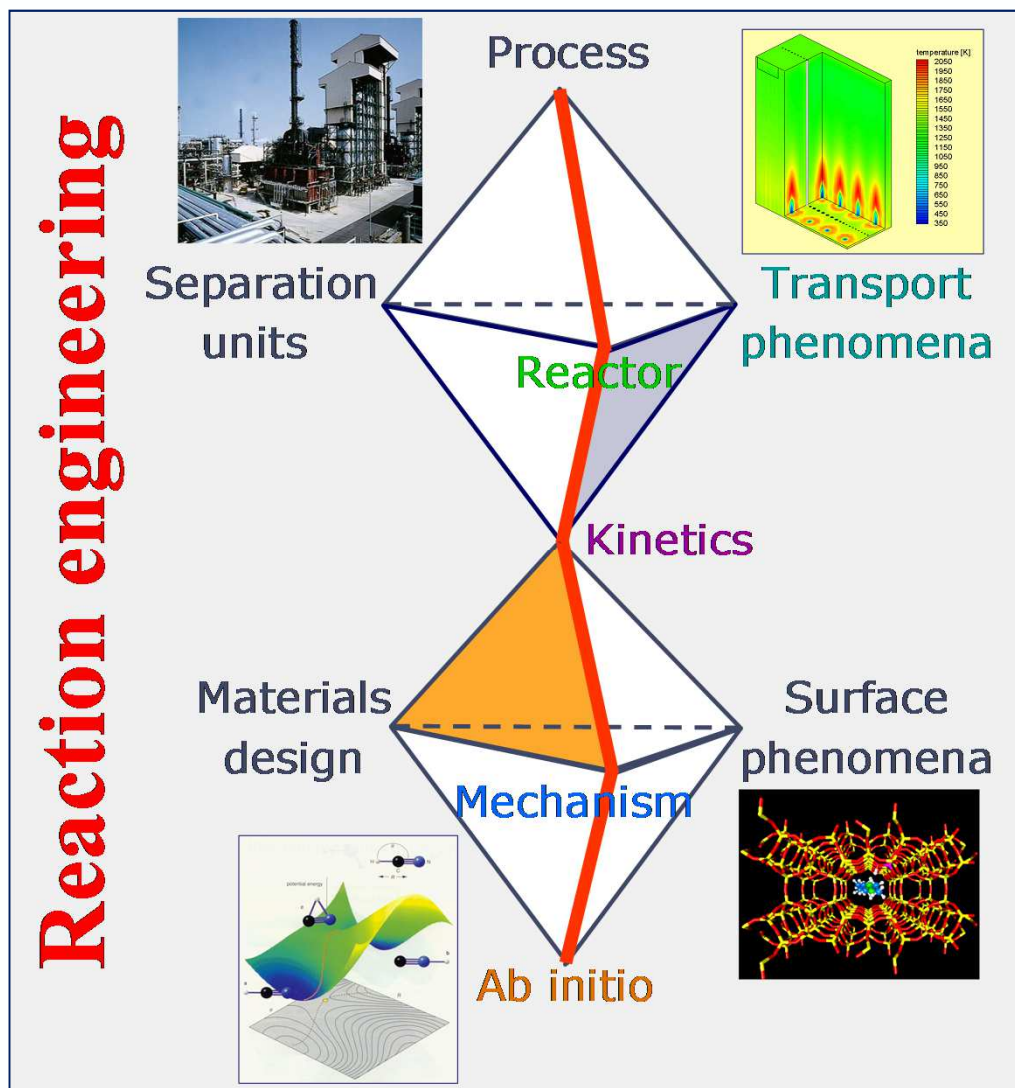 Reaction engineering
Process
temperature [K]
2050
1950
1850
1750
1650
1550
1450
1350
1250
1150
1050
950
850
750
650
550
450
350
Separation
units
Transport
phenomena
Reactor
Kinetics
Materials
design
Surface
phenomena
Mechanism
potential energy
Ab initio